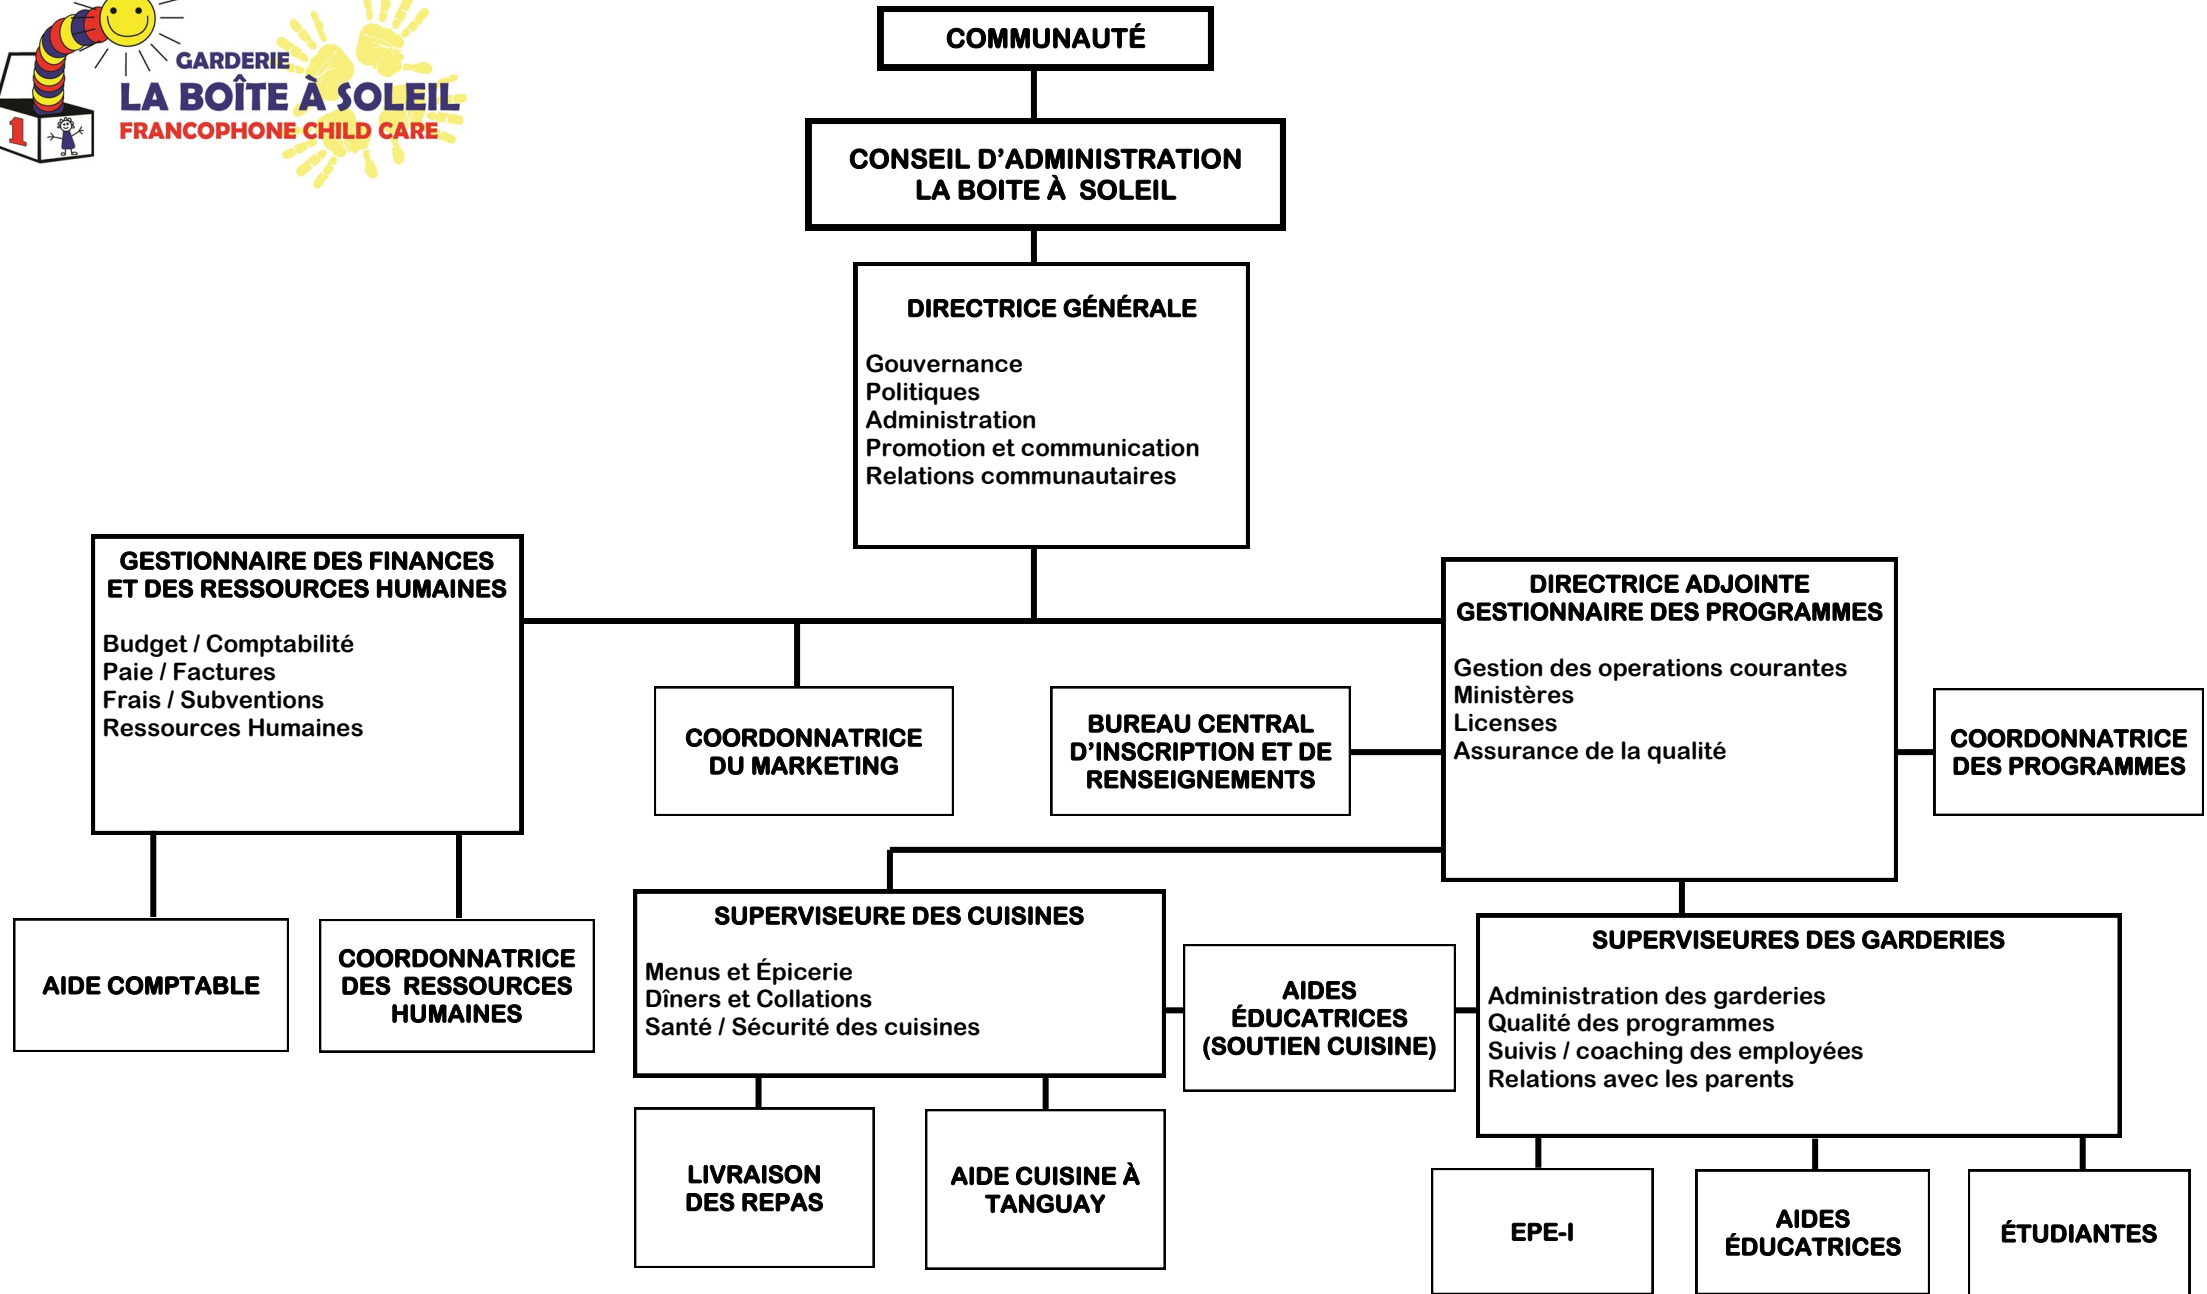 GARDERIE
LA BOÎTE À SOLEIL
FRANCOPHONE CHILD CARE
1
COMMUNAUTÉ
CONSEIL D’ADMINISTRATION
LA BOITE À SOLEIL
DIRECTRICE GÉNÉRALE
Gouvernance
Politiques
Administration
Promotion et communication
Relations communautaires
GESTIONNAIRE DES FINANCES
ET DES RESSOURCES HUMAINES
Budget / Comptabilité
Paie / Factures
Frais / Subventions
Ressources Humaines
DIRECTRICE ADJOINTE
GESTIONNAIRE DES PROGRAMMES
Gestion des operations courantes
Ministères
Licenses
Assurance de la qualité
COORDONNATRICE
DU MARKETING
BUREAU CENTRAL
D’INSCRIPTION ET DE
RENSEIGNEMENTS
COORDONNATRICE
DES PROGRAMMES
AIDE COMPTABLE
COORDONNATRICE
DES RESSOURCES
HUMAINES
SUPERVISEURE DES CUISINES
Menus et Épicerie
Dîners et Collations
Santé / Sécurité des cuisines
AIDES
ÉDUCATRICES
(SOUTIEN CUISINE)
SUPERVISEURES DES GARDERIES
Administration des garderies
Qualité des programmes
Suivis / coaching des employées
Relations avec les parents
LIVRAISON
DES REPAS
AIDE CUISINE À
TANGUAY
EPE-I
AIDES
ÉDUCATRICES
ÉTUDIANTES